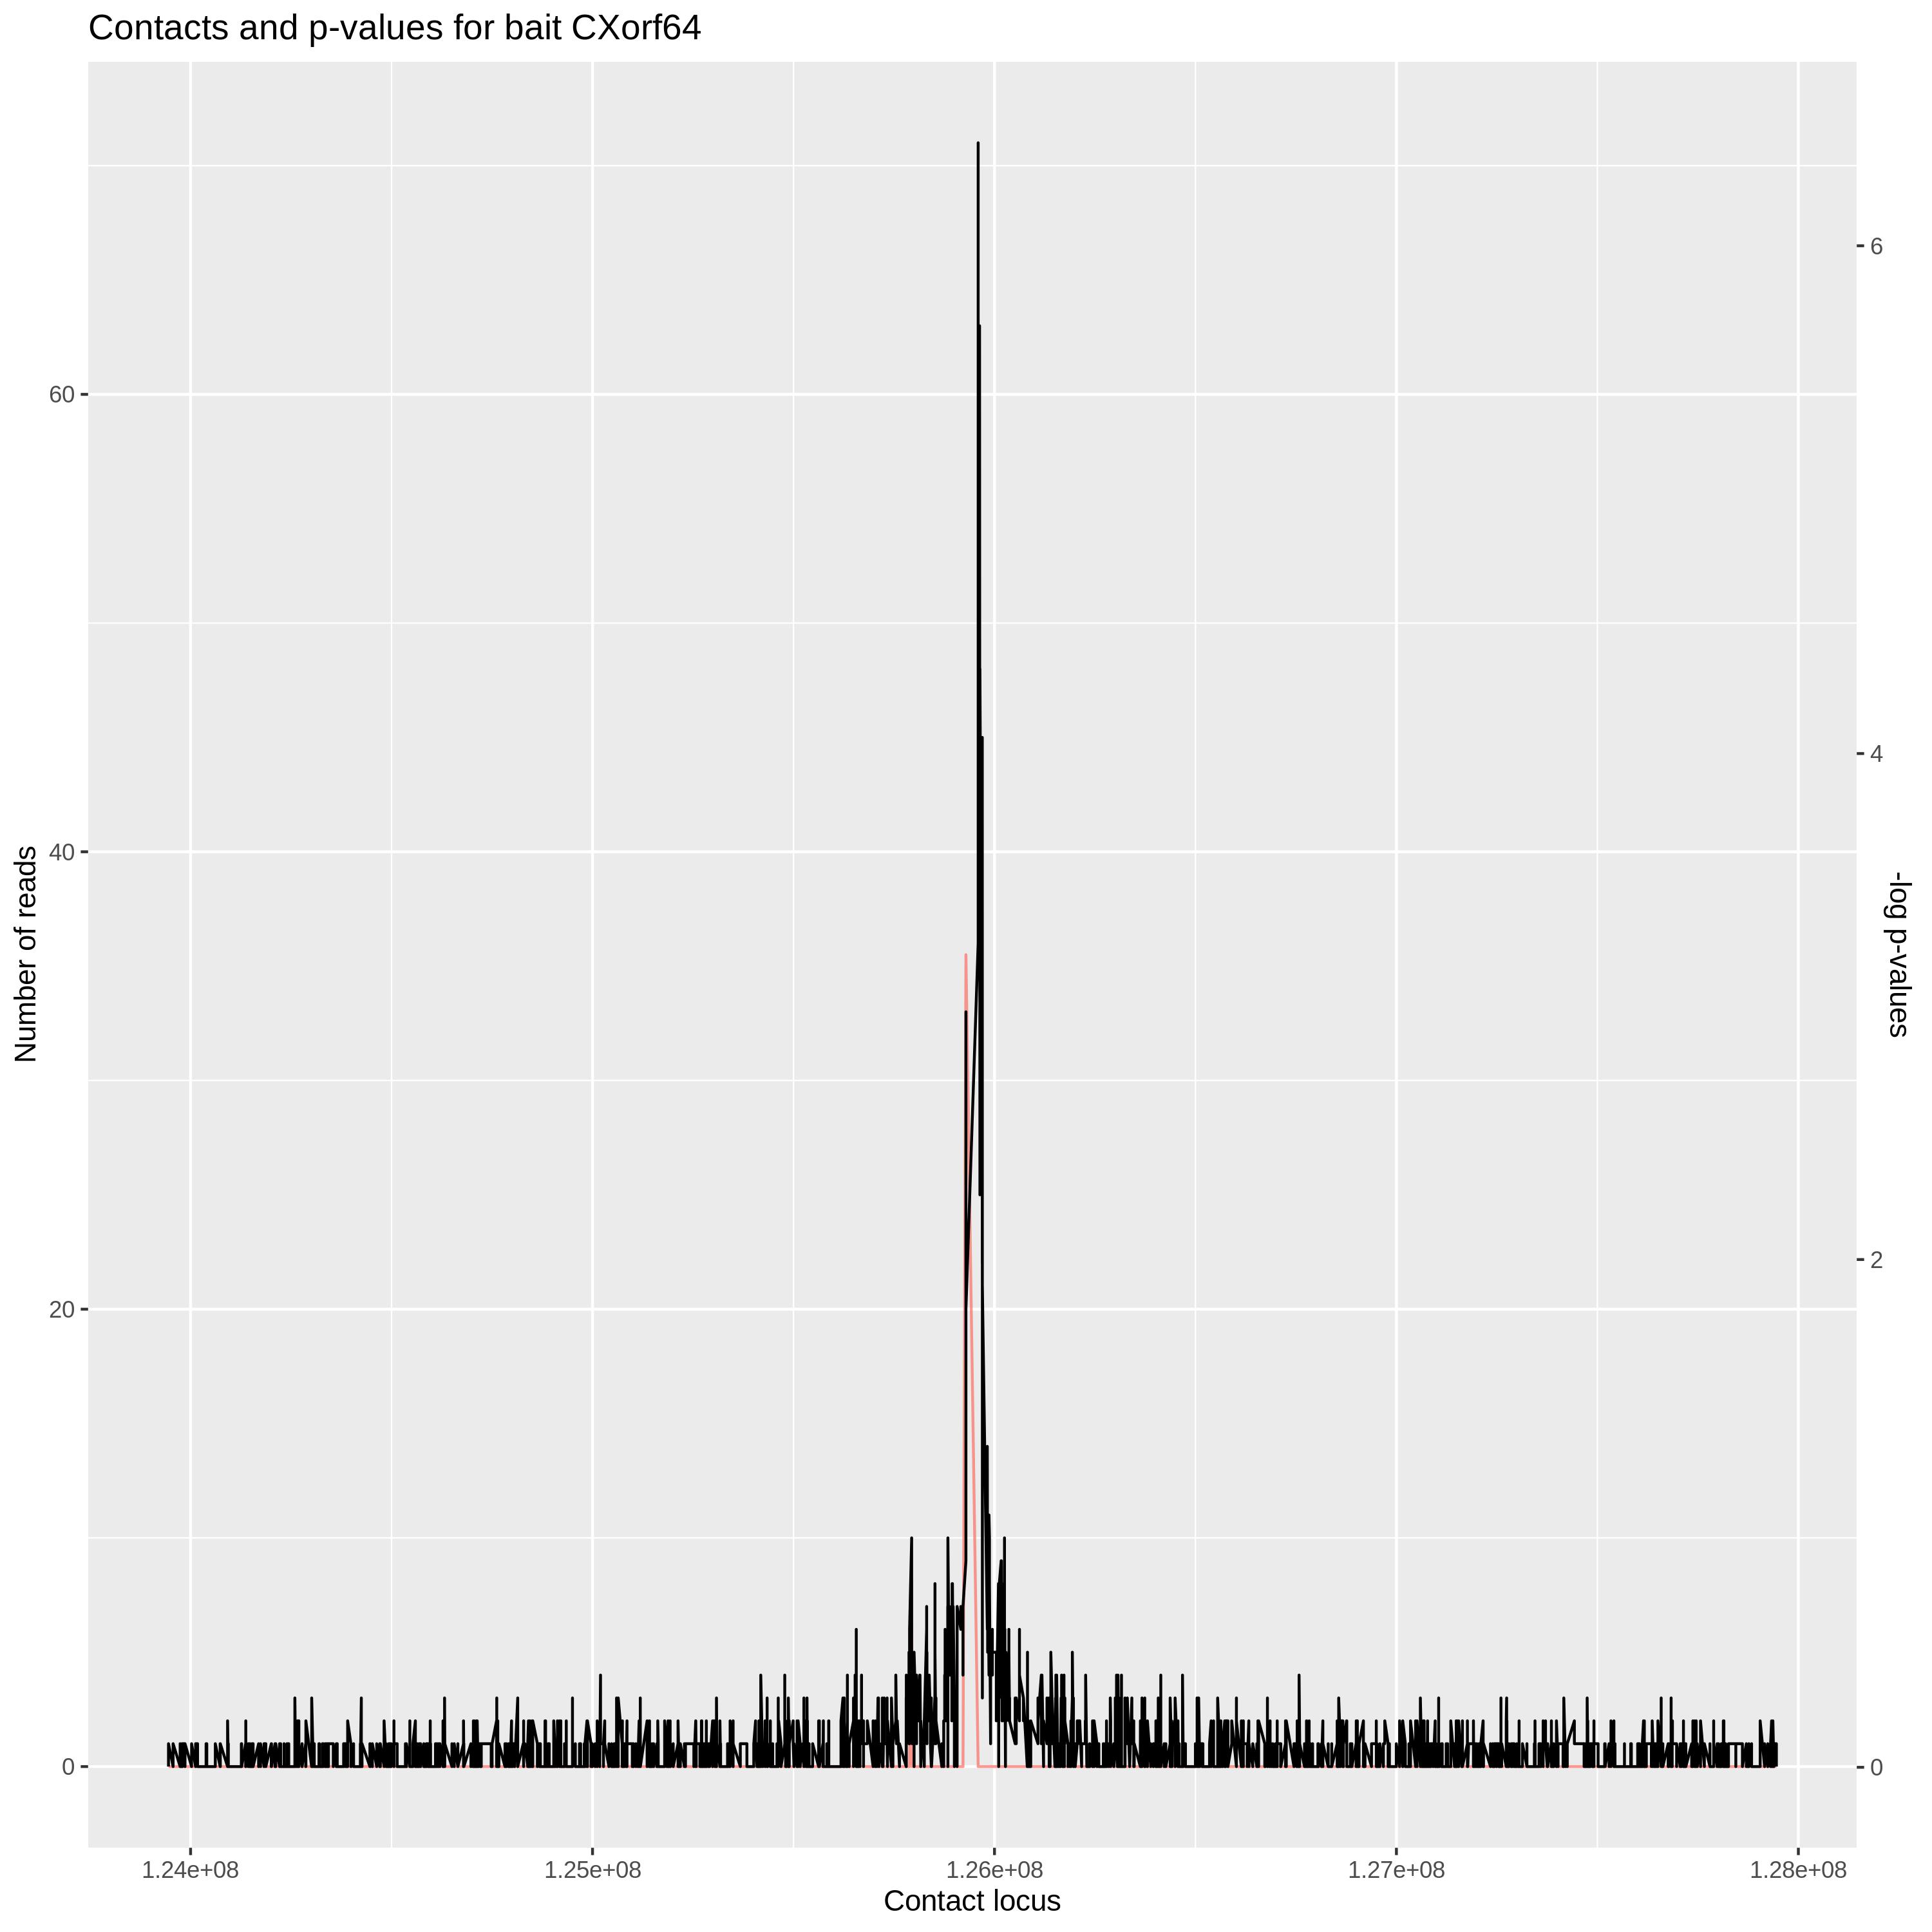 Contacts and p-values for bait CXorf64
60
40
20
0
Number of reads
6
4
2
0
-log p-values
1.24e+08 1.25e+08 1.26e+08 1.27e+08 1.28e+08
Contact locus